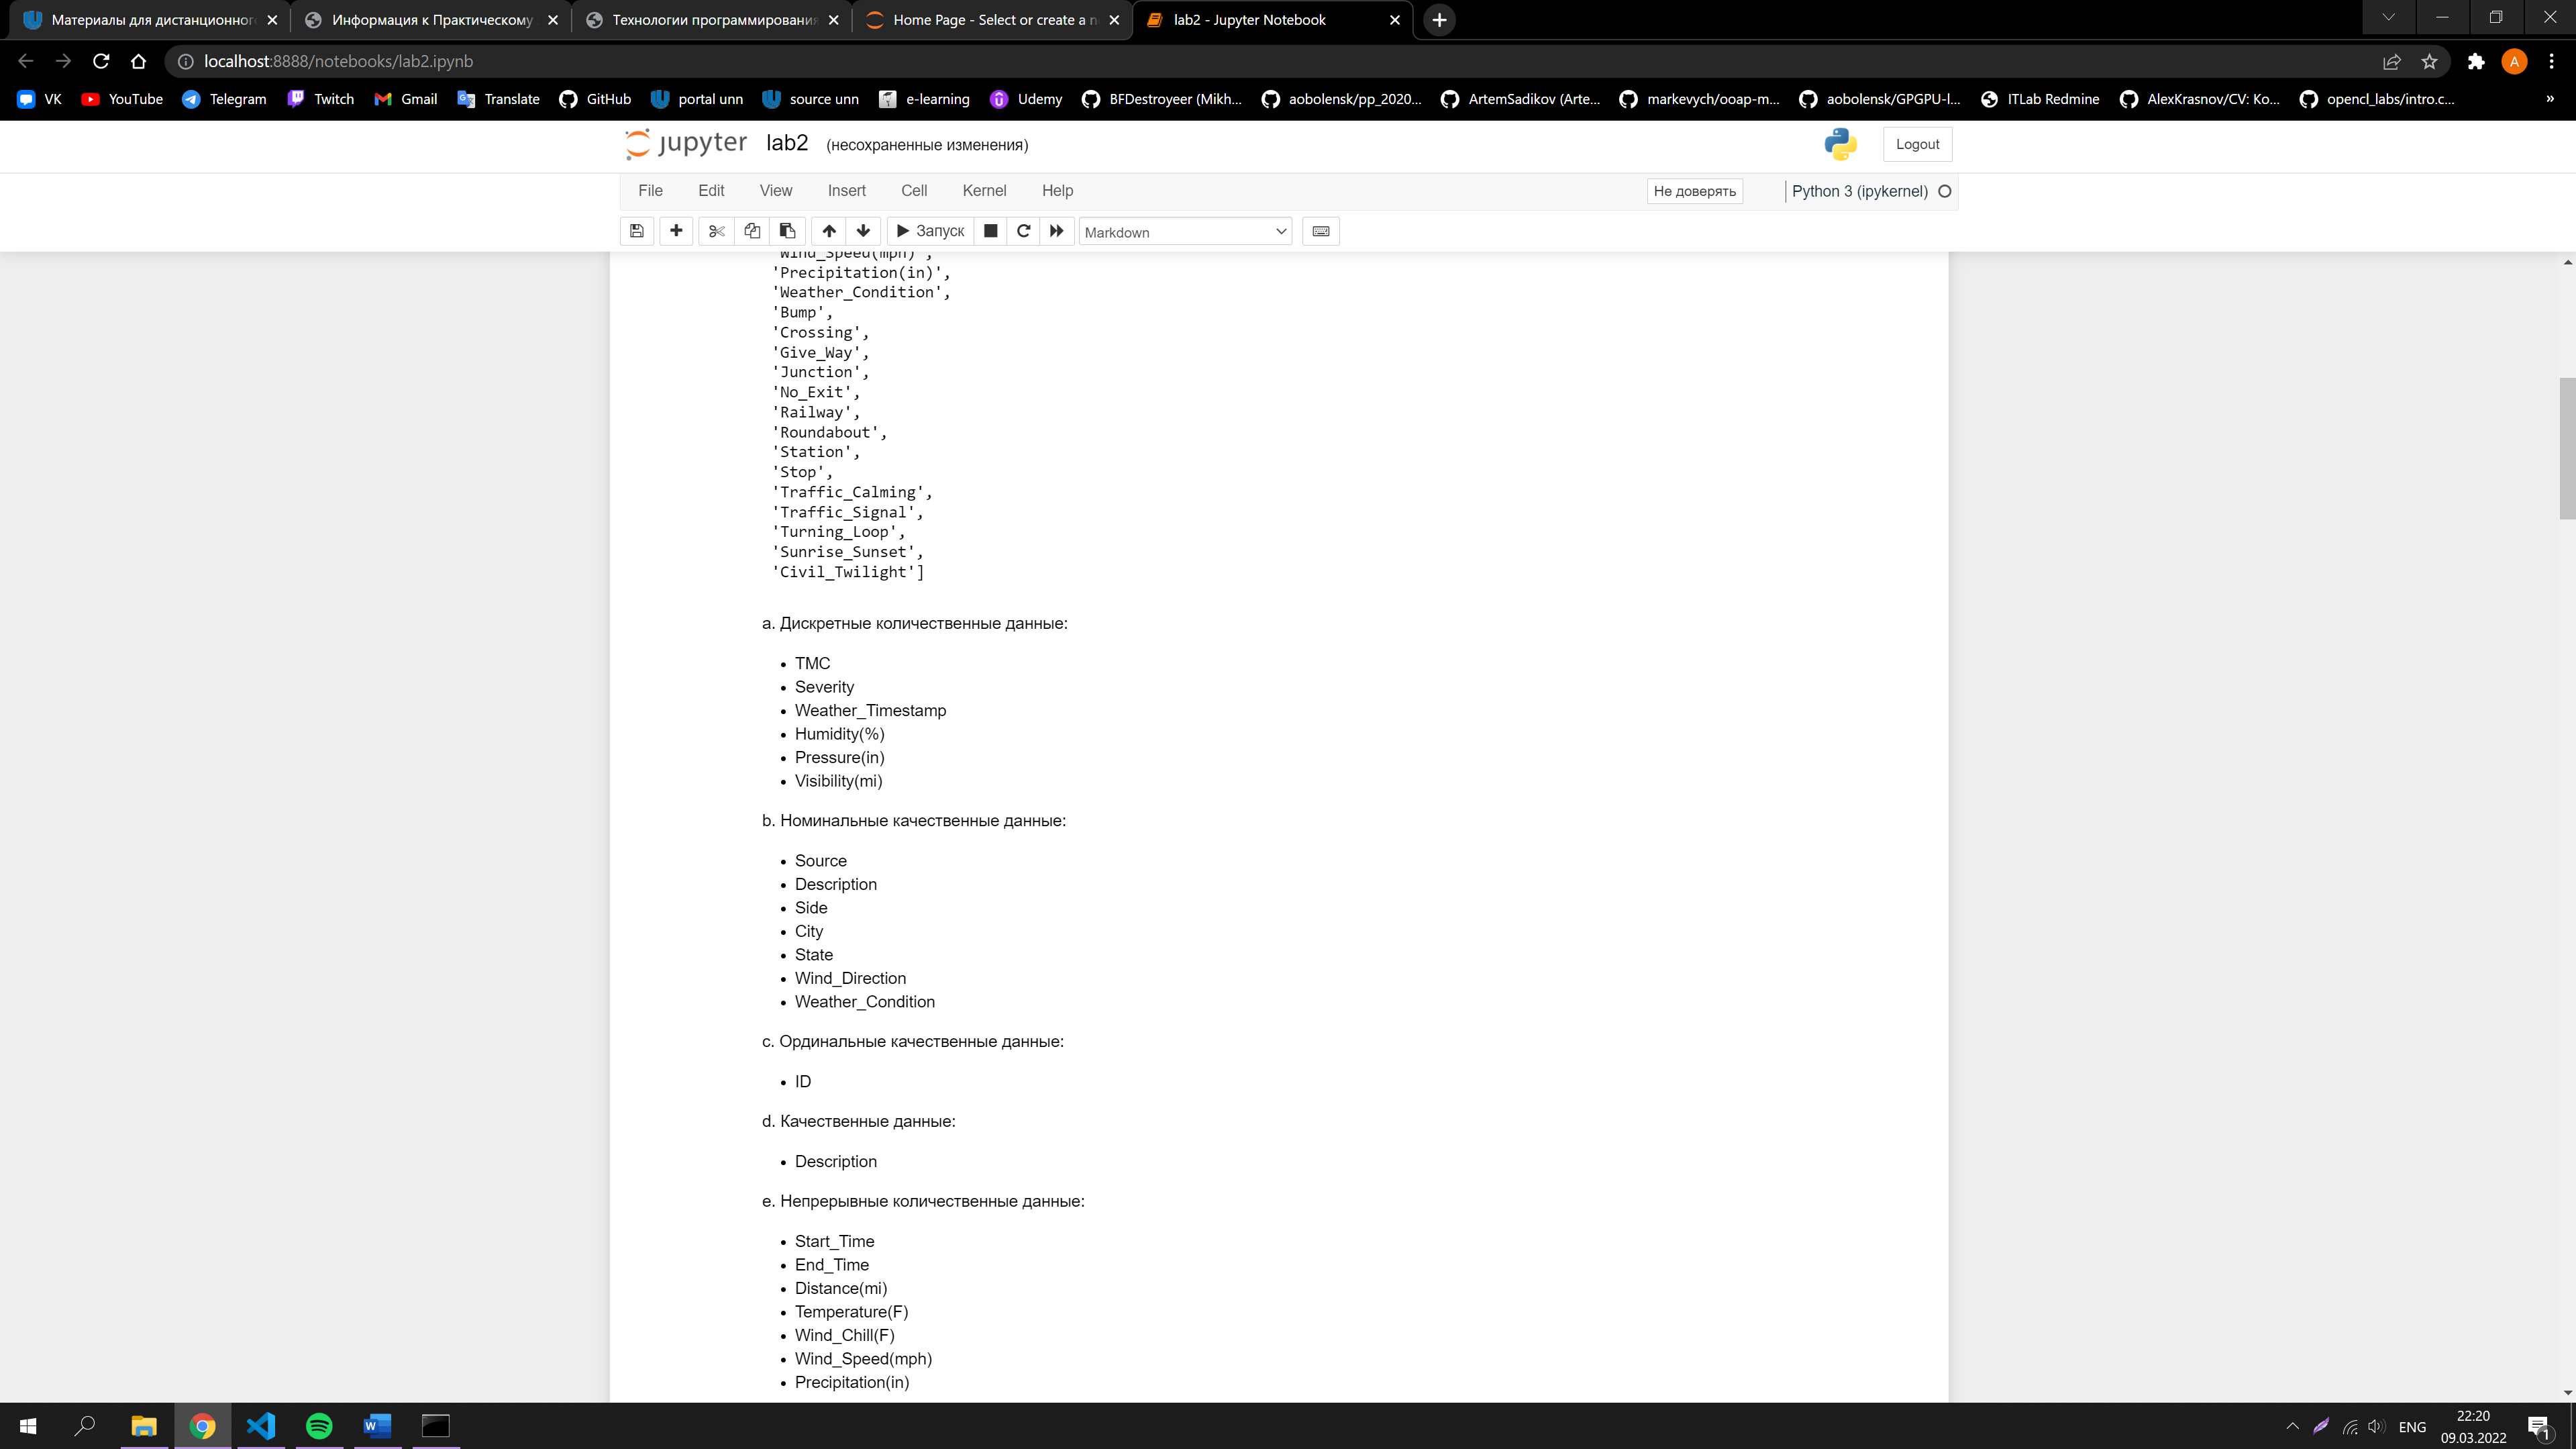 Материалы для дистанционног
Информация к Практическому
Технологии программирования
Home Page - Select or create a n
lab2 - Jupyter Notebook
localhost:8888/notebooks/lab2.ipynb
A
VK YouTube Telegram Twitch Gmail Translate GitHub portal unn source unn e-learning Udemy BFDestroyeer (Mikh... aobolensk/pp_2020... ArtemSadikov (Arte... markevych/ooap-m... aobolensk/GPGPU-l... ITLab Redmine AlexKrasnov/CV: Ko... opencl_labs/intro.c... »
jupyter lab2 (несохраненные изменения) Logout
File Edit View Insert Cell Kernel Help Не доверять Python 3 (ipykernel)
Запуск Markdown
'Wind_Speed(mph)',
'Precipitation(in)',
'Weather_Condition',
'Bump',
'Crossing',
'Give_Way',
'Junction',
'No_Exit',
'Railway',
'Roundabout',
'Station',
'Stop',
'Traffic_Calming',
'Traffic_Signal',
'Turning_Loop',
'Sunrise_Sunset',
'Civil_Twilight']
a. Дискретные количественные данные:
• TMC
• Severity
• Weather_Timestamp
• Humidity(%)
• Pressure(in)
• Visibility(mi)
b. Номинальные качественные данные:
• Source
• Description
• Side
• City
• State
• Wind_Direction
• Weather_Condition
c. Ординальные качественные данные:
• ID
d. Качественные данные:
• Description
e. Непрерывные количественные данные:
• Start_Time
• End_Time
• Distance(mi)
• Temperature(F)
• Wind_Chill(F)
• Wind_Speed(mph)
• Precipitation(in)
ENG
22:20
09.03.2022
1